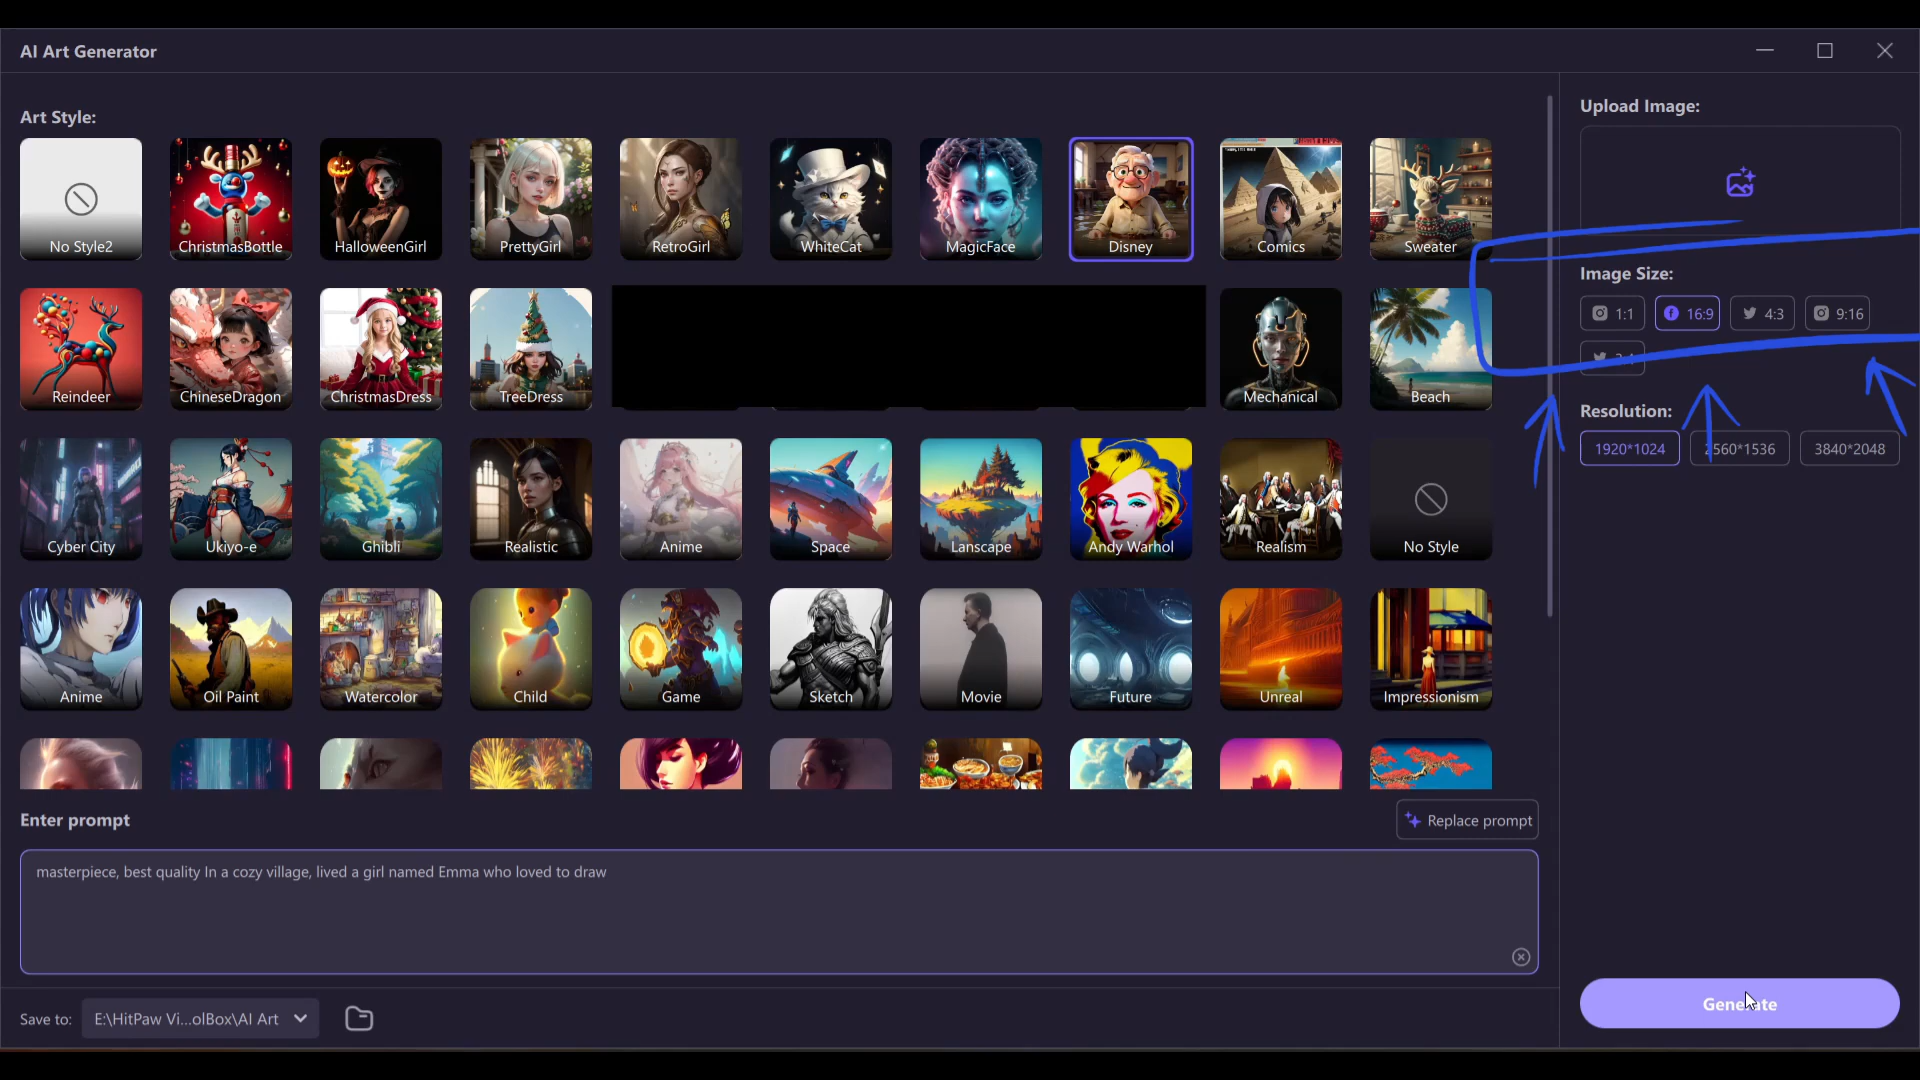 AI Art Generator
Art Style:
No Style2
ChristmasBottle
HalloweenGirl
PrettyGirl
RetroGirl
WhiteCat
MagicFace
Disney
Comics
Sweater
Reindeer
ChineseDragon
ChristmasDress
TreeDress
Mechanical
Beach
Cyber City
Ukiyo-e
Ghibli
Realistic
Anime
Space
Lanscape
Andy Warhol
Realism
No Style
Anime
Oil Paint
Watercolor
Child
Game
Sketch
Movie
Future
Unreal
Impressionism
Enter prompt
Replace prompt
masterpiece, best quality In a cozy village, lived a girl named Emma who loved to draw
Save to:
E:\HitPaw Vi...olBox\AI Art
Upload Image:
Image Size:
1:1
16:9
4:3
9:16
Resolution:
1920*1024
2560*1536
3840*2048
Generate